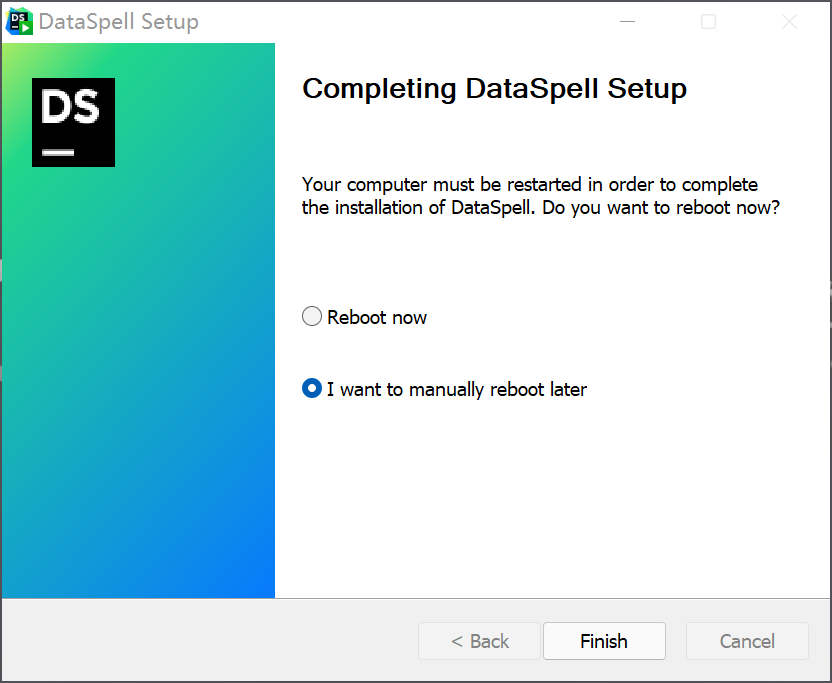 DS
DataSpell Setup
DS
Completing DataSpell Setup
Your computer must be restarted in order to complete
the installation of DataSpell. Do you want to reboot now?
Reboot now
I want to manually reboot later
< Back
Finish
Cancel